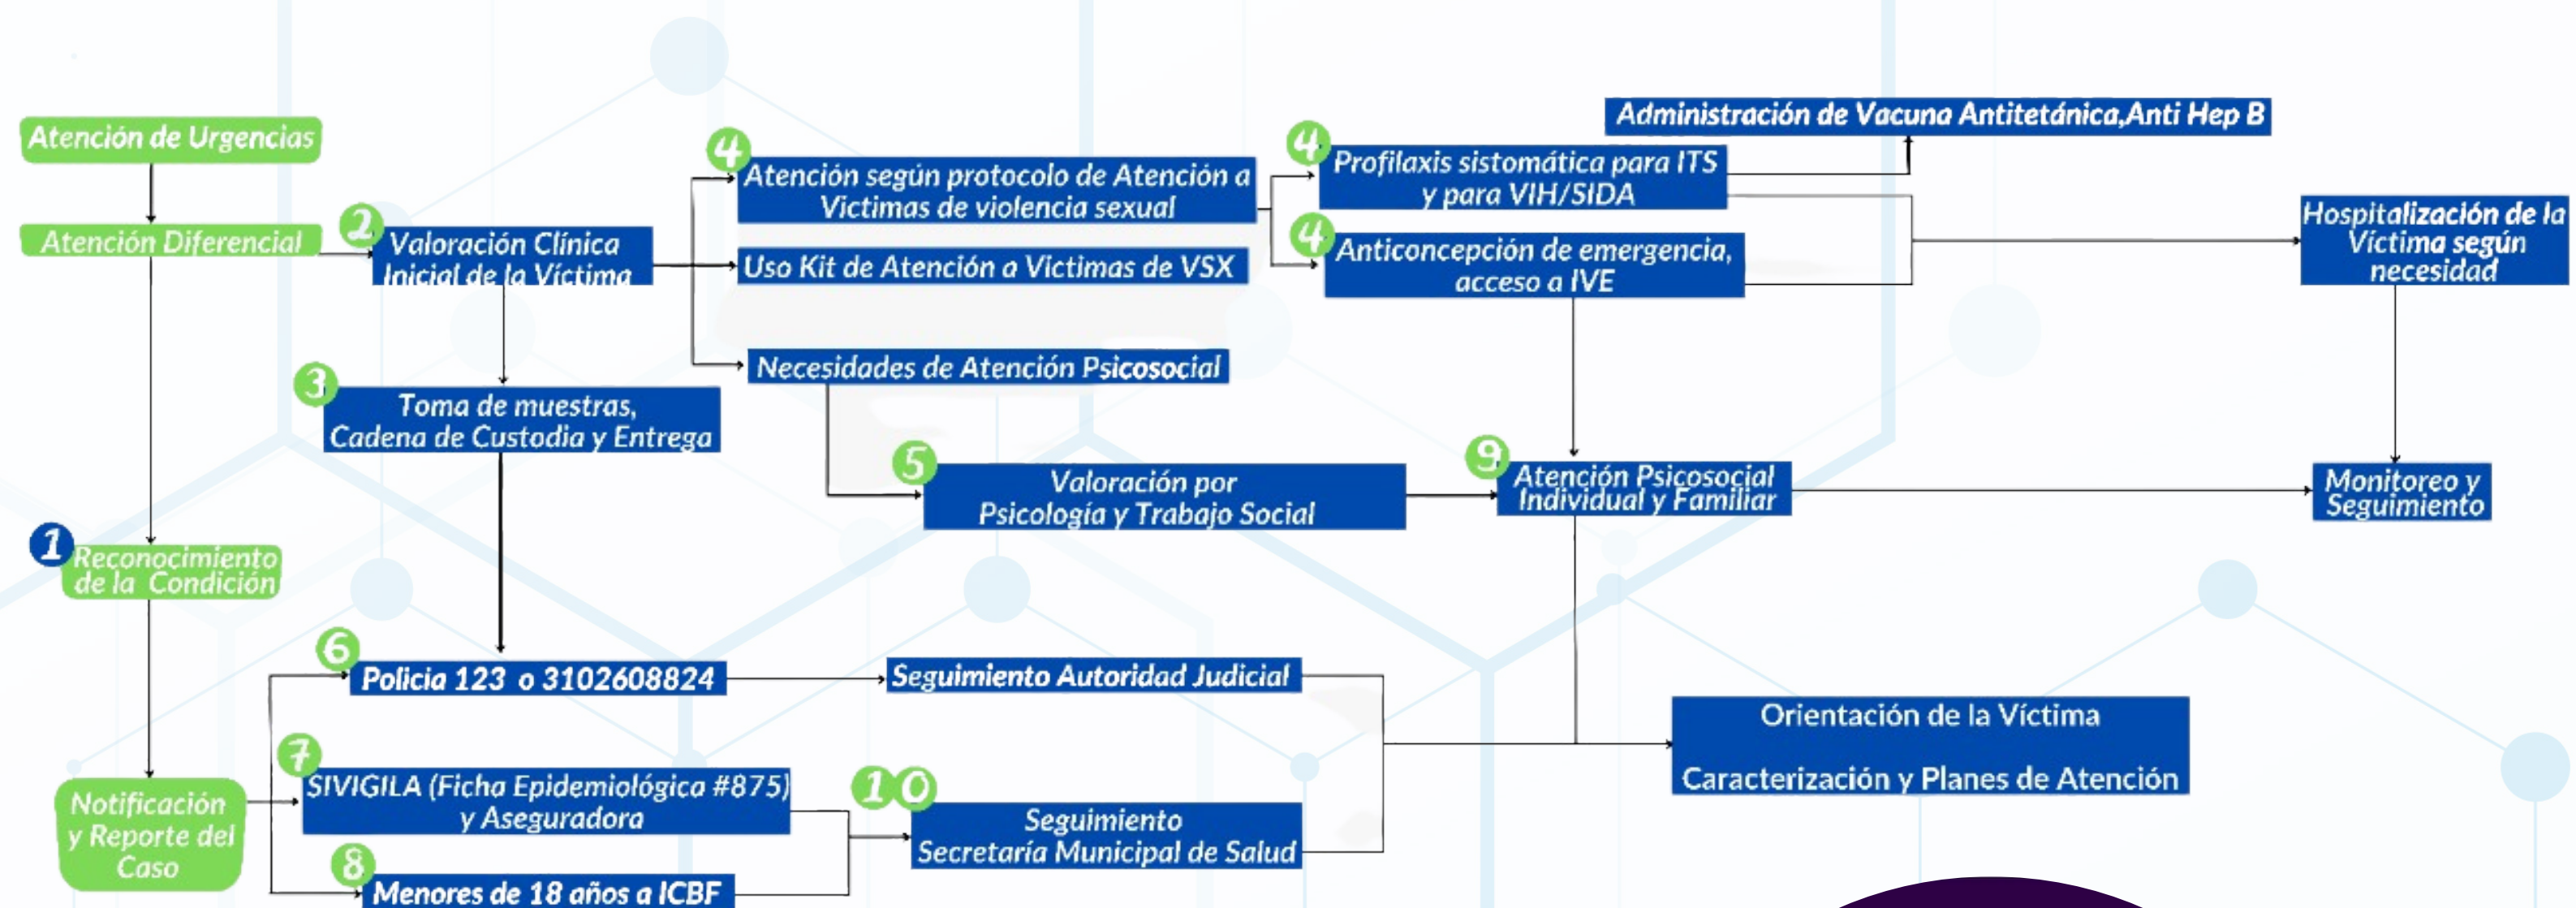 Atención de Urgencias
Atención Diferencial
2
Valoración Clínica
Inicial de la Víctima
3
Toma de muestras,
Cadena de Custodia y Entrega
1
Reconocimiento
de la Condición
Notificación
y Reporte del
Caso
4
Atención según protocolo de Atención a
Victimas de violencia sexual
Uso Kit de Atención a Victimas de VSX
Necesidades de Atención Psicosocial
4
Profilaxis sistomática para ITS
y para VIH/SIDA
4
Anticoncepción de emergencia,
acceso a IVE
Administración de Vacuna Antitetánica,Anti Hep B
Hospitalización de la
Víctima según
necesidad
5
Valoración por
Psicología y Trabajo Social
9
Atención Psicosocial
Individual y Familiar
Monitoreo y
Seguimiento
6
Policia 123 o 3102608824
Seguimiento Autoridad Judicial
7
SIVIGILA (Ficha Epidemiológica #875)
y Aseguradora
8
Menores de 18 años a ICBF
10
Seguimiento
Secretaría Municipal de Salud
Orientación de la Víctima
Caracterización y Planes de Atención